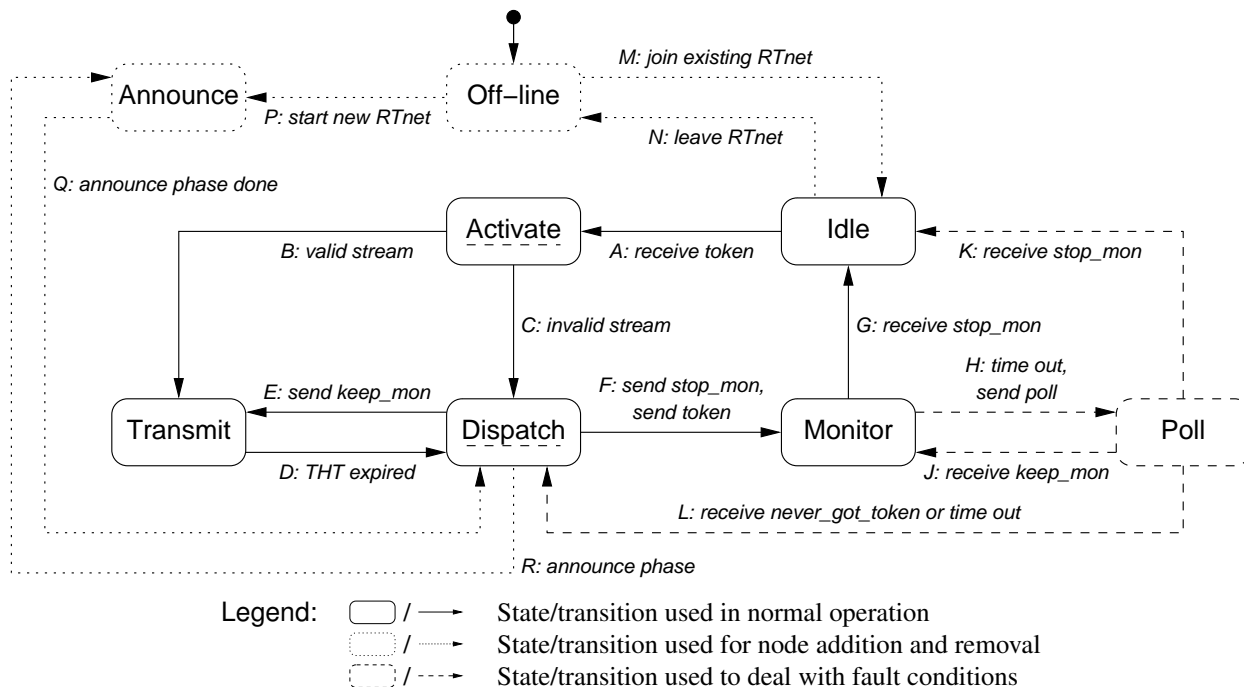 M: join existing RTnet
Announce
Off–line
P: start new RTnet
N: leave RTnet
Q: announce phase done
Activate
Idle
B: valid stream
A: receive token
K: receive stop_mon
C: invalid stream
G: receive stop_mon
E: send keep_mon
F: send stop_mon,
send token
H: time out,
send poll
Transmit
Dispatch
Monitor
Poll
D: THT expired
J: receive keep_mon
L: receive never_got_token or time out
R: announce phase
Legend:
/ State/transition used in normal operation
/ State/transition used for node addition and removal
/ State/transition used to deal with fault conditions